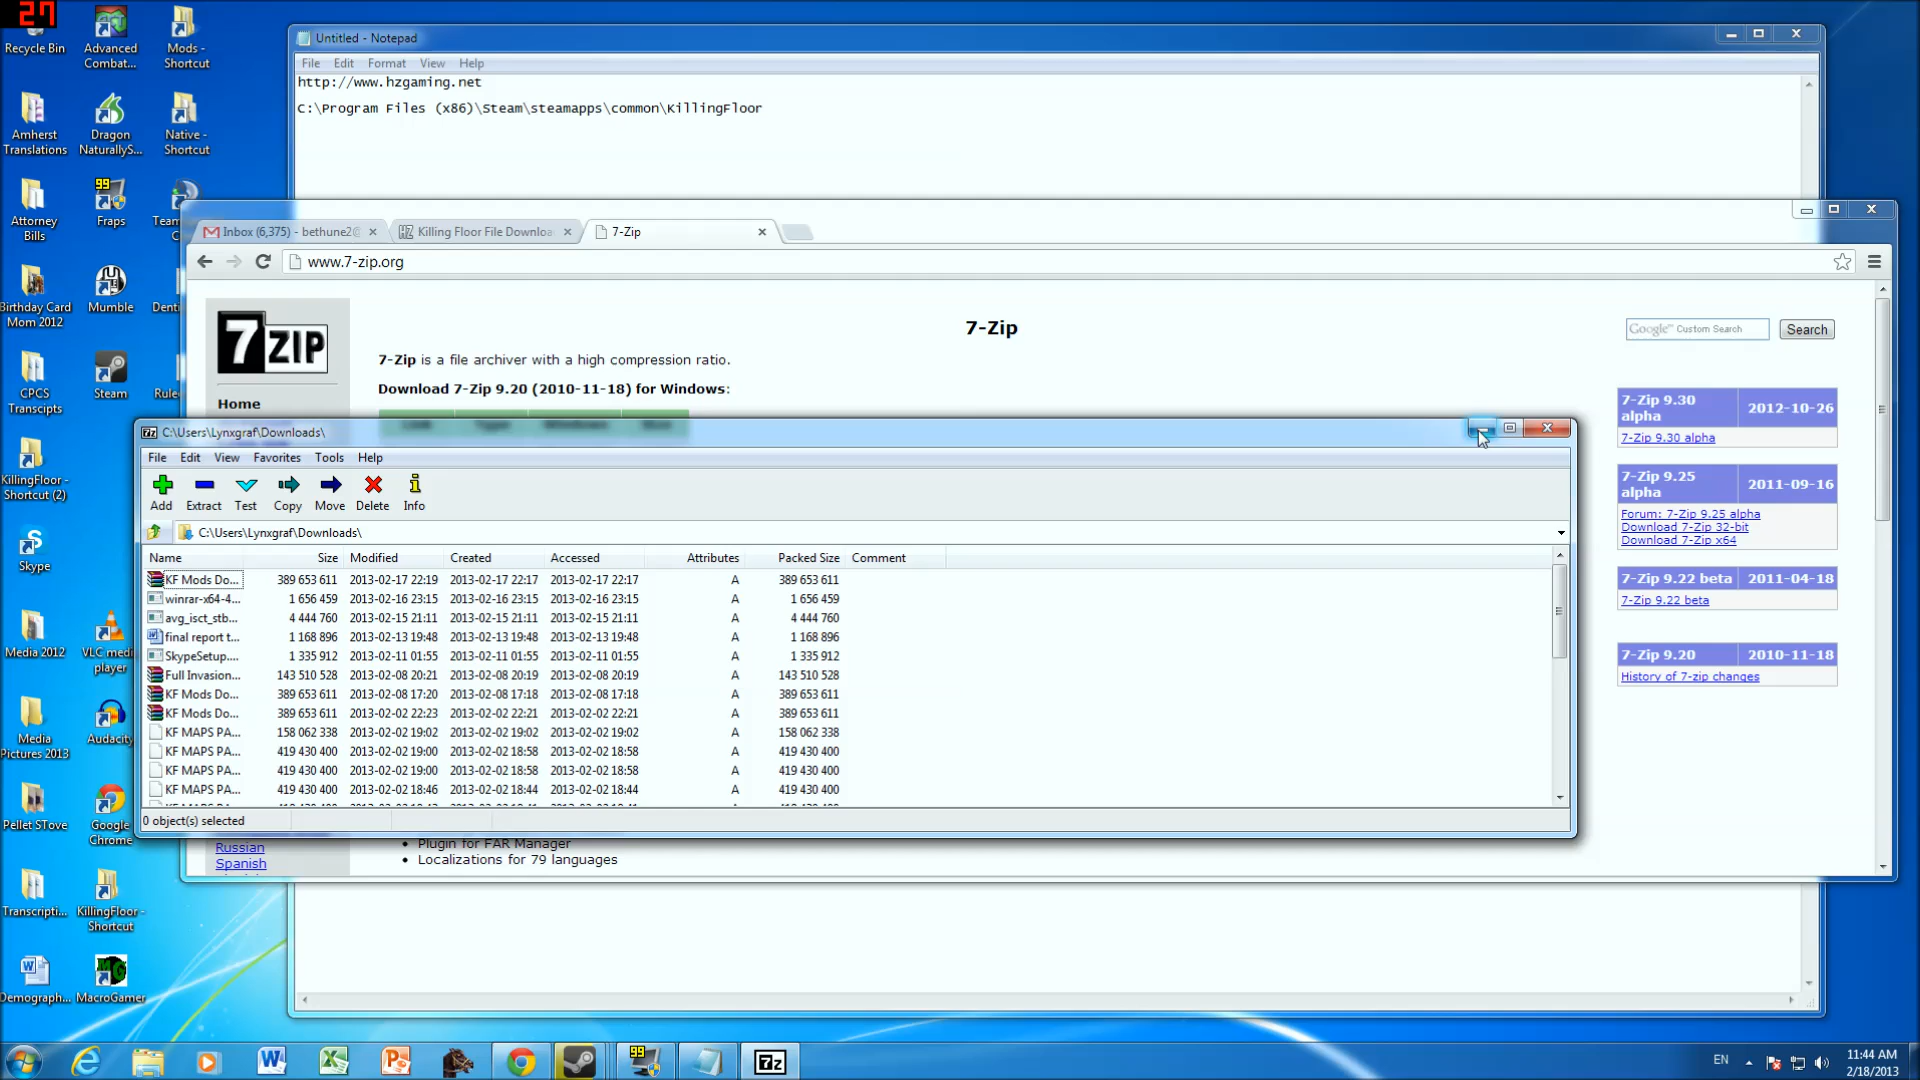 27
Recycle Bin
Advanced
Combat...
Mods -
Shortcut
Amherst
Translations
Dragon
NaturallyS...
Native -
Shortcut
Attorney
Bills
99
Fraps
Birthday Card
Mom 2012
Mumble
CPCS
Transcipts
Steam
KillingFloor -
Shortcut (2)
Skype
Media 2012
VLC media
player
Media
Pictures 2013
Audacity
Pellet STove
Google
Chrome
Transcripti...
KillingFloor -
Shortcut
Demograph...
MacroGamer
Untitled - Notepad
File Edit Format View Help
http://www.hzgaming.net
C:\Program Files (x86)\Steam\steamapps\common\KillingFloor
Inbox (6,375) - bethune2@
Killing Floor File Downloa
7-Zip
www.7-zip.org
7ZIP
Home
7-Zip
7-Zip is a file archiver with a high compression ratio.
Download 7-Zip 9.20 (2010-11-18) for Windows:
Link Type Windows Size
Google™ Custom Search
Search
7-Zip 9.30
alpha
2012-10-26
7-Zip 9.30 alpha
7-Zip 9.25
alpha
2011-09-16
Forum: 7-Zip 9.25 alpha
Download 7-Zip 32-bit
Download 7-Zip x64
7-Zip 9.22 beta 2011-04-18
7-Zip 9.22 beta
7-Zip 9.20 2010-11-18
History of 7-zip changes
C:\Users\Lynxgraf\Downloads\
File Edit View Favorites Tools Help
Add Extract Test Copy Move Delete Info
C:\Users\Lynxgraf\Downloads\
Name Size Modified Created Accessed Attributes Packed Size Comment
KF Mods Do... 389 653 611 2013-02-17 22:19 2013-02-17 22:17 2013-02-17 22:17 A 389 653 611
winrar-x64-4... 1 656 459 2013-02-16 23:15 2013-02-16 23:15 2013-02-16 23:15 A 1 656 459
avg_isct_stb... 4 444 760 2013-02-15 21:11 2013-02-15 21:11 2013-02-15 21:11 A 4 444 760
final report t... 1 168 896 2013-02-13 19:48 2013-02-13 19:48 2013-02-13 19:48 A 1 168 896
SkypeSetup.... 1 335 912 2013-02-11 01:55 2013-02-11 01:55 2013-02-11 01:55 A 1 335 912
Full Invasion... 143 510 528 2013-02-08 20:21 2013-02-08 20:19 2013-02-08 20:19 A 143 510 528
KF Mods Do... 389 653 611 2013-02-08 17:20 2013-02-08 17:18 2013-02-08 17:18 A 389 653 611
KF Mods Do... 389 653 611 2013-02-02 22:23 2013-02-02 22:21 2013-02-02 22:21 A 389 653 611
KF MAPS PA... 158 062 338 2013-02-02 19:02 2013-02-02 19:02 2013-02-02 19:02 A 158 062 338
KF MAPS PA... 419 430 400 2013-02-02 19:00 2013-02-02 18:58 2013-02-02 18:58 A 419 430 400
KF MAPS PA... 419 430 400 2013-02-02 19:00 2013-02-02 18:58 2013-02-02 18:58 A 419 430 400
KF MAPS PA... 419 430 400 2013-02-02 18:46 2013-02-02 18:44 2013-02-02 18:44 A 419 430 400
0 object(s) selected
Russian
Spanish
• Plugin for FAR Manager
• Localizations for 79 languages
99
7z
EN
11:44 AM
2/18/2013